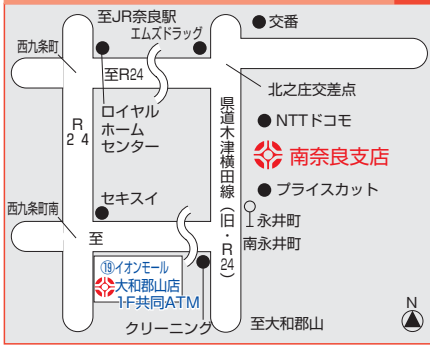 至JR奈良駅
エムズドラッグ
交番
西九条町
至R24
北之庄交差点
R24
ロイヤル
ホーム
センター
県道木津横田線(旧・R24)
NTTドコモ
南奈良支店
プライスカット
セキスイ
西九条町南
永井町
南永井町
至
⑲イオンモール
大和郡山店
1F共同ATM
クリーニング
至大和郡山
N